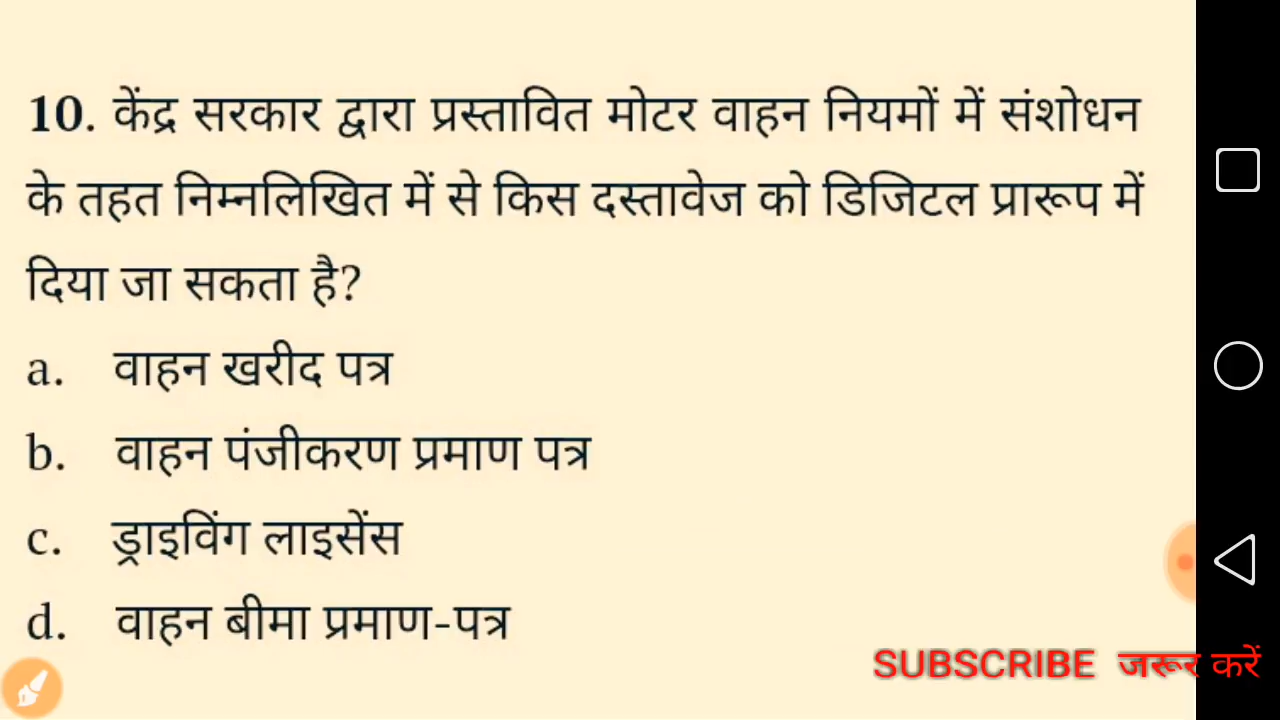 10. केंद्र सरकार द्वारा प्रस्तावित मोटर वाहन नियमों में संशोधन
के तहत निम्नलिखित में से किस दस्तावेज को डिजिटल प्रारूप में
दिया जा सकता है?
a. वाहन खरीद पत्र
b. वाहन पंजीकरण प्रमाण पत्र
c. ड्राइविंग लाइसेंस
d. वाहन बीमा प्रमाण-पत्र
SUBSCRIBE जरूर करें